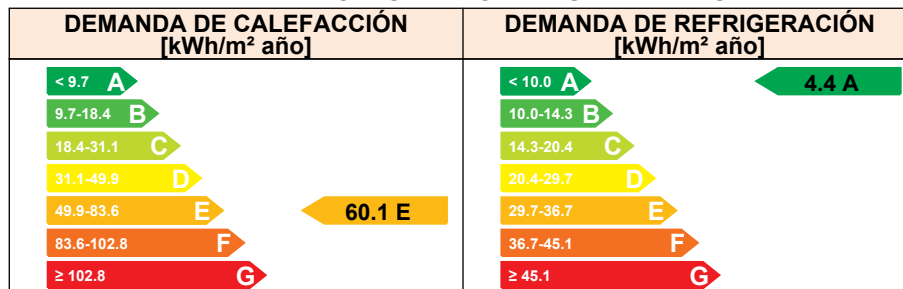 DEMANDA DE CALEFACCIÓN
[kWh/m² año]
< 9.7 A
9.7-18.4 B
18.4-31.1 C
31.1-49.9 D
49.9-83.6 E
60.1 E
83.6-102.8 F
≥ 102.8 G
DEMANDA DE REFRIGERACIÓN
[kWh/m² año]
< 10.0 A
4.4 A
10.0-14.3 B
14.3-20.4 C
20.4-29.7 D
29.7-36.7 E
36.7-45.1 F
≥ 45.1 G